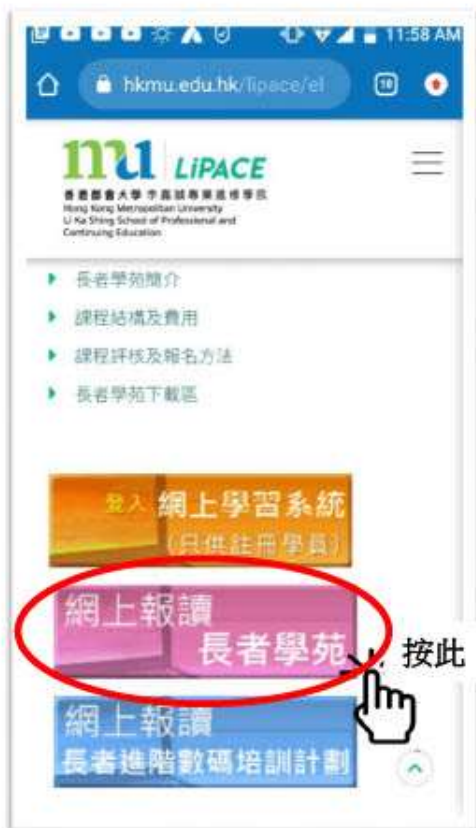 11:58 AM
hkmu.edu.hk/lipace/el
18
mu LiPACE
香港都會大學 李嘉誠專業進修學院
Hong Kong Metropolitan University
Li Ka Shing School of Professional and
Continuing Education
長者學苑簡介
課程結構及費用
課程評核及報名方法
長者學苑下載區
登入 網上學習系統
(只供註冊學員)
網上報讀
長者學苑
按此
網上報讀
長者進階數碼培訓計劃